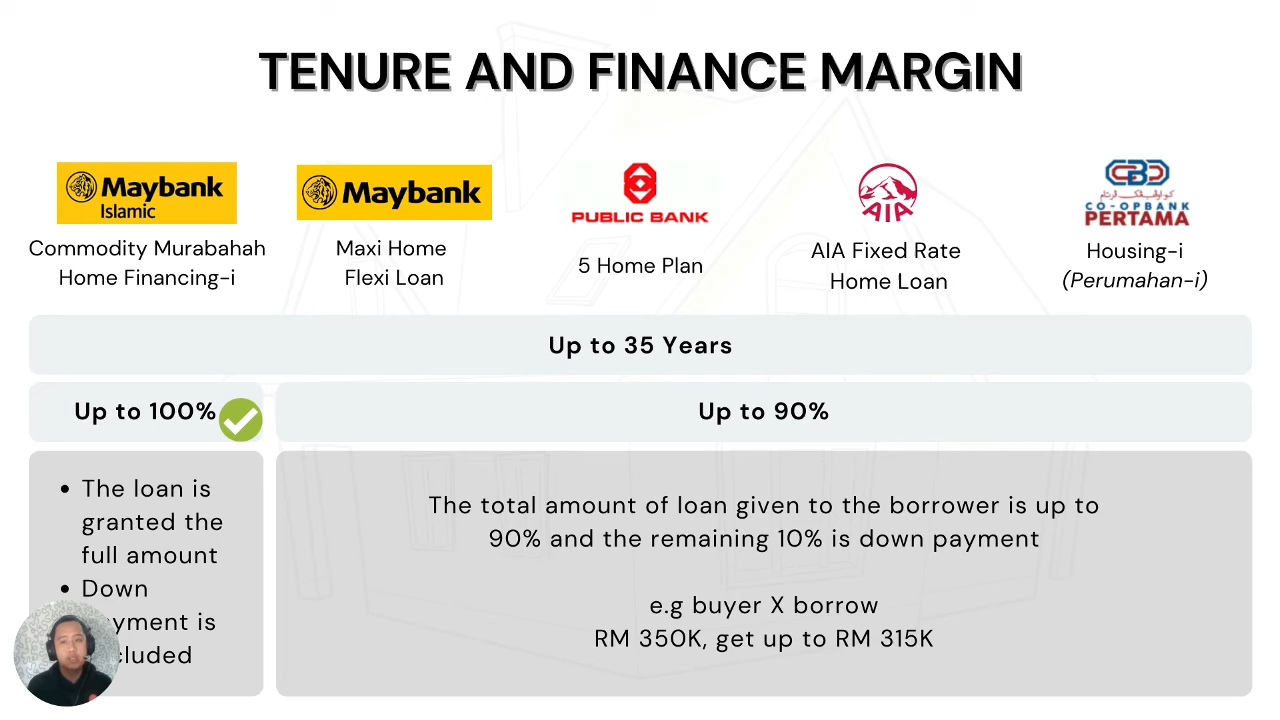 TENURE AND FINANCE MARGIN
Maybank
Islamic
Commodity Murabahah
Home Financing-i
Maybank
Maxi Home
Flexi Loan
PUBLIC BANK
5 Home Plan
AIA
AIA Fixed Rate
Home Loan
CBP
CO-OPBANK
PERTAMA
Housing-i
(Perumahan-i)
Up to 35 Years
Up to 100%
Up to 90%
• The loan is
granted the
full amount
• Down
yment is
cluded
The total amount of loan given to the borrower is up to
90% and the remaining 10% is down payment
e.g buyer X borrow
RM 350K, get up to RM 315K